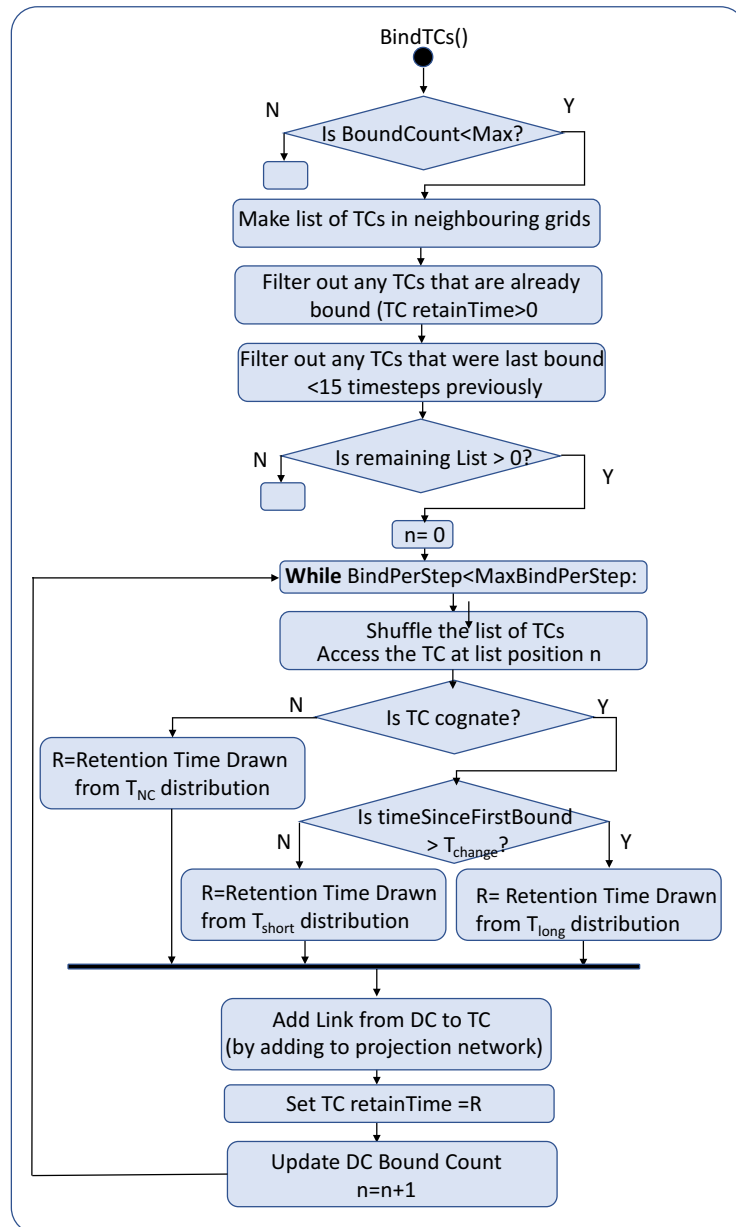 BindTCs()
N
Y
Is BoundCount<Max?
Make list of TCs in neighbouring grids
Filter out any TCs that are already
bound (TC retainTime>0
Filter out any TCs that were last bound
<15 timesteps previously
N
Is remaining List > 0?
Y
n= 0
While BindPerStep<MaxBindPerStep:
Shuffle the list of TCs
Access the TC at list position n
N
Y
Is TC cognate?
R=Retention Time Drawn
from T_NC distribution
Is timeSinceFirstBound
> T_change?
N
Y
R=Retention Time Drawn
from T_short distribution
R= Retention Time Drawn
from T_long distribution
Add Link from DC to TC
(by adding to projection network)
Set TC retainTime =R
Update DC Bound Count
n=n+1